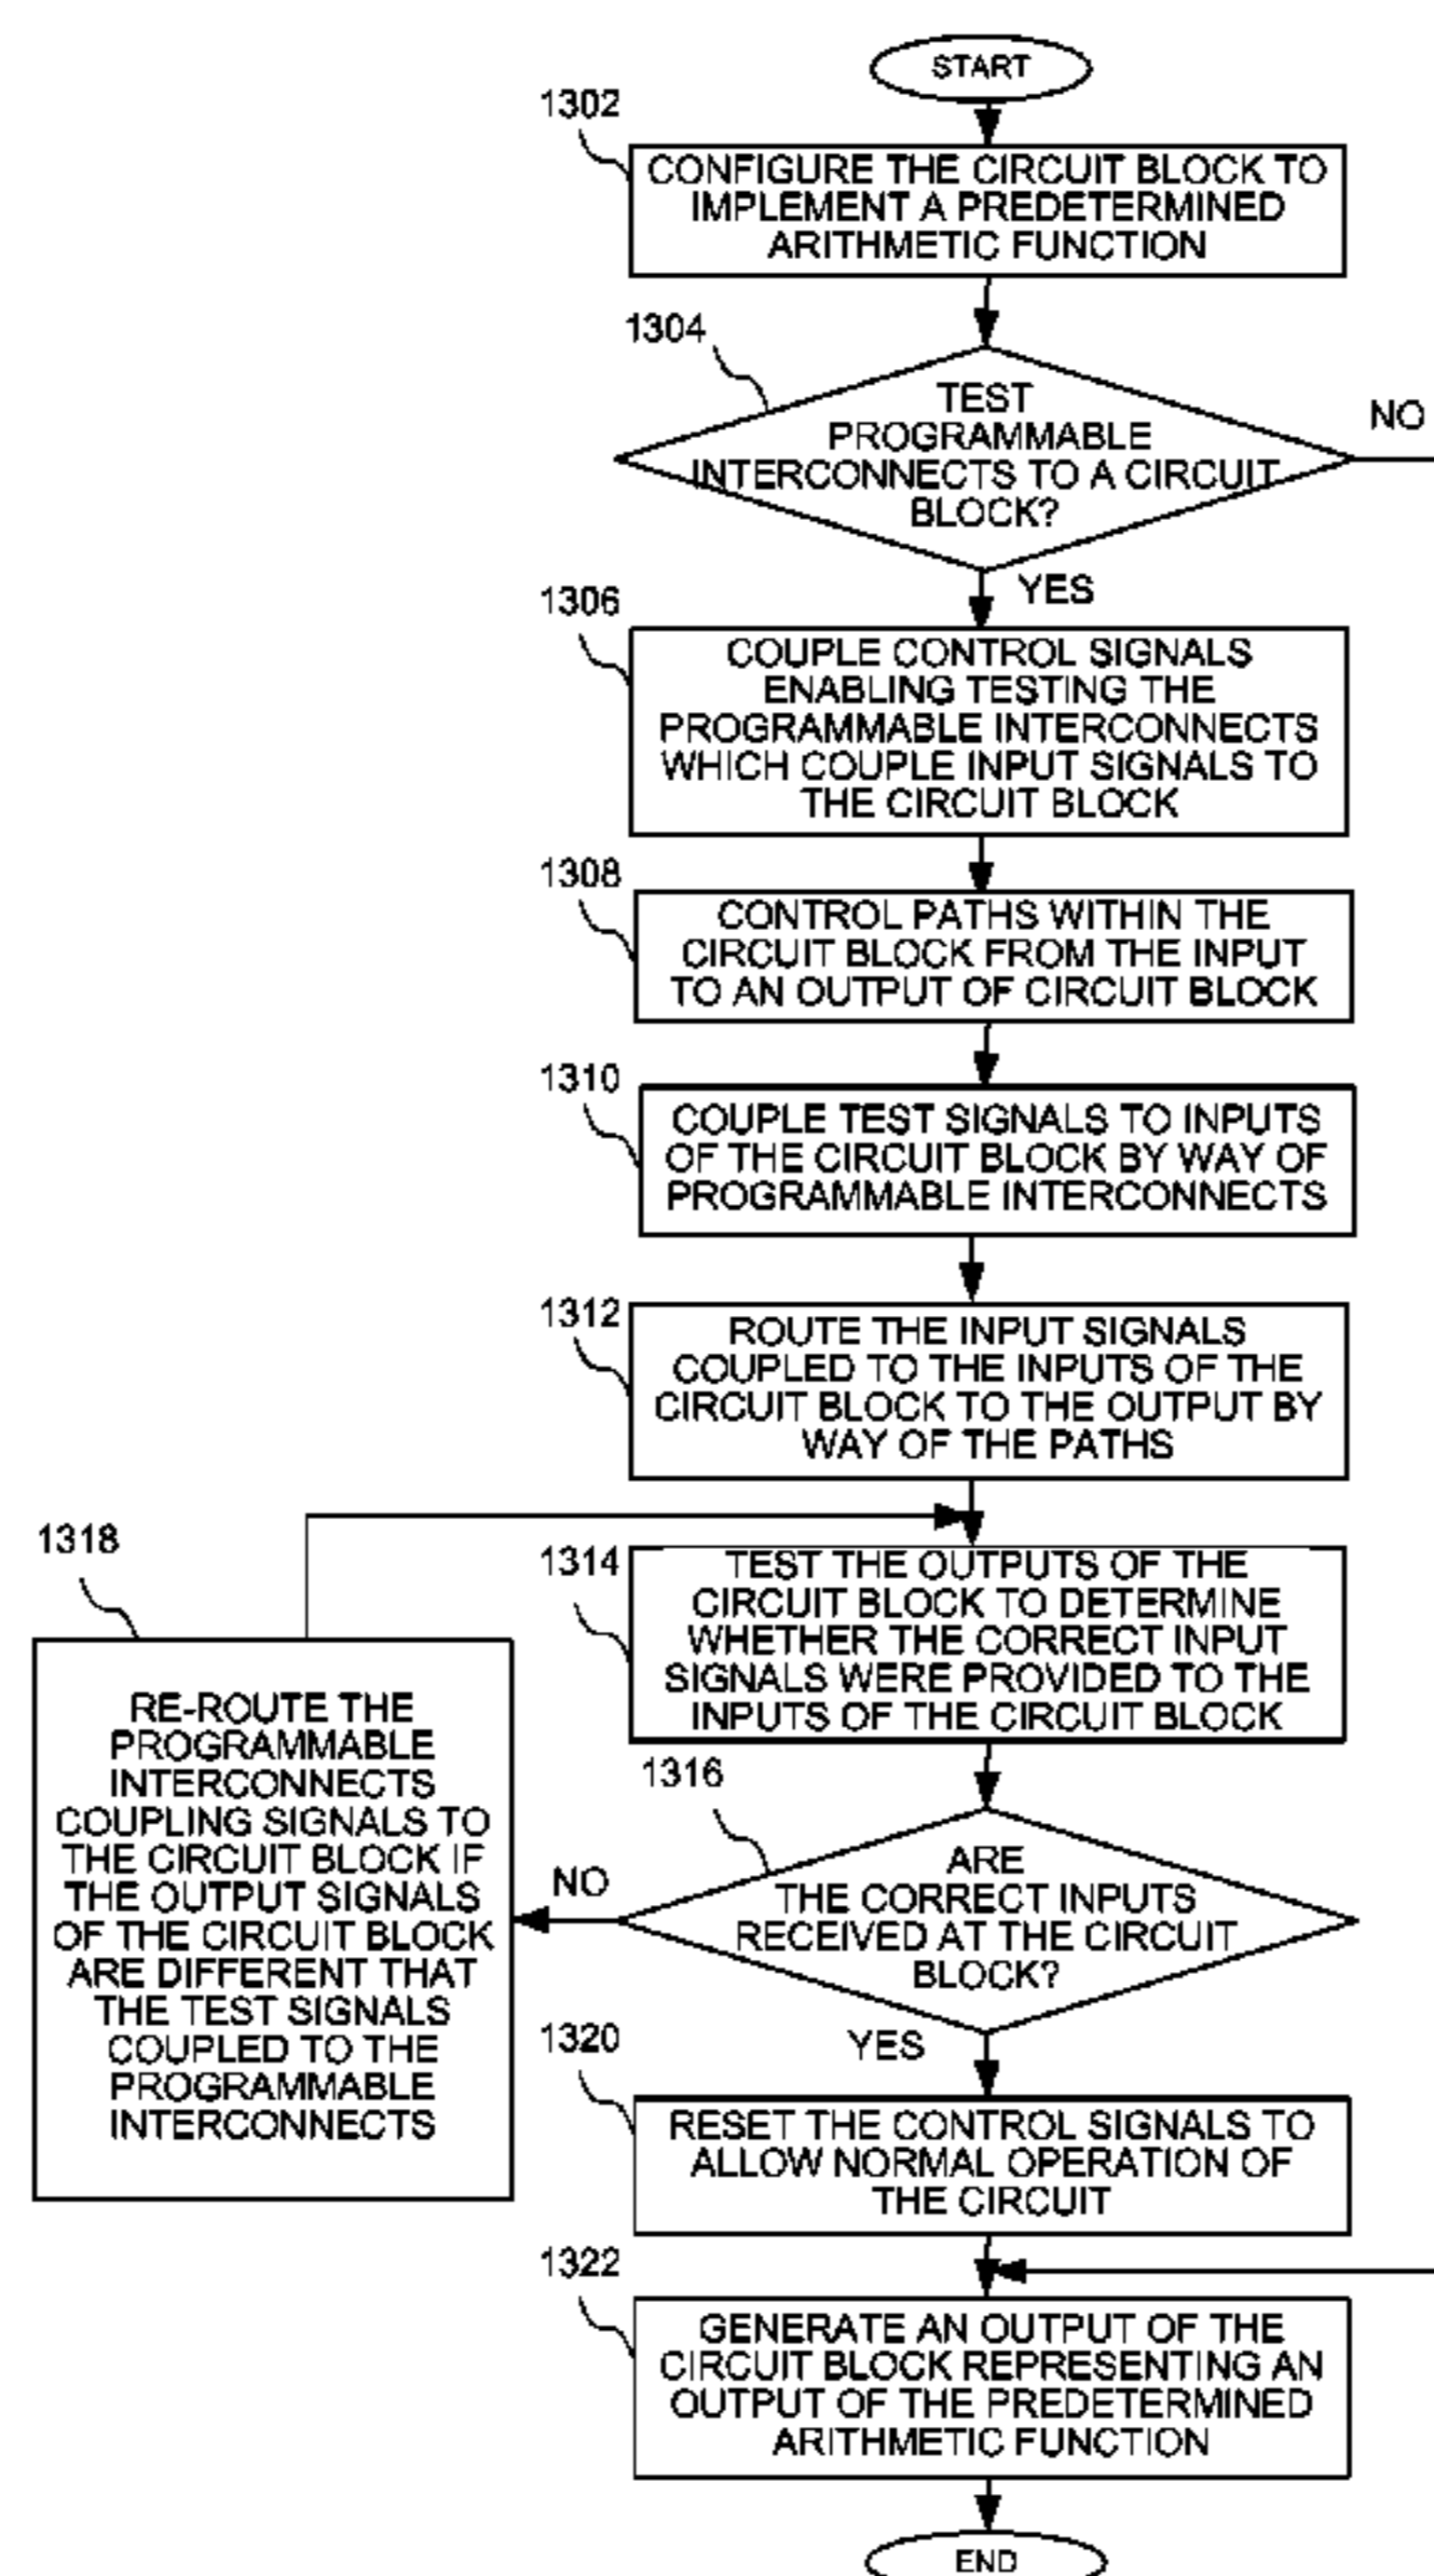 START
1302
CONFIGURE THE CIRCUIT BLOCK TO
IMPLEMENT A PREDETERMINED
ARITHMETIC FUNCTION
1304
TEST
PROGRAMMABLE
INTERCONNECTS TO A CIRCUIT
BLOCK?
NO
YES
1306
COUPLE CONTROL SIGNALS
ENABLING TESTING THE
PROGRAMMABLE INTERCONNECTS
WHICH COUPLE INPUT SIGNALS TO
THE CIRCUIT BLOCK
1308
CONTROL PATHS WITHIN THE
CIRCUIT BLOCK FROM THE INPUT
TO AN OUTPUT OF CIRCUIT BLOCK
1310
COUPLE TEST SIGNALS TO INPUTS
OF THE CIRCUIT BLOCK BY WAY OF
PROGRAMMABLE INTERCONNECTS
1312
ROUTE THE INPUT SIGNALS
COUPLED TO THE INPUTS OF THE
CIRCUIT BLOCK TO THE OUTPUT BY
WAY OF THE PATHS
1314
TEST THE OUTPUTS OF THE
CIRCUIT BLOCK TO DETERMINE
WHETHER THE CORRECT INPUT
SIGNALS WERE PROVIDED TO THE
INPUTS OF THE CIRCUIT BLOCK
1316
ARE
THE CORRECT INPUTS
RECEIVED AT THE CIRCUIT
BLOCK?
NO
1318
RE-ROUTE THE
PROGRAMMABLE
INTERCONNECTS
COUPLING SIGNALS TO
THE CIRCUIT BLOCK IF
THE OUTPUT SIGNALS
OF THE CIRCUIT BLOCK
ARE DIFFERENT THAT
THE TEST SIGNALS
COUPLED TO THE
PROGRAMMABLE
INTERCONNECTS
YES
1320
RESET THE CONTROL SIGNALS TO
ALLOW NORMAL OPERATION OF
THE CIRCUIT
1322
GENERATE AN OUTPUT OF THE
CIRCUIT BLOCK REPRESENTING AN
OUTPUT OF THE PREDETERMINED
ARITHMETIC FUNCTION
END